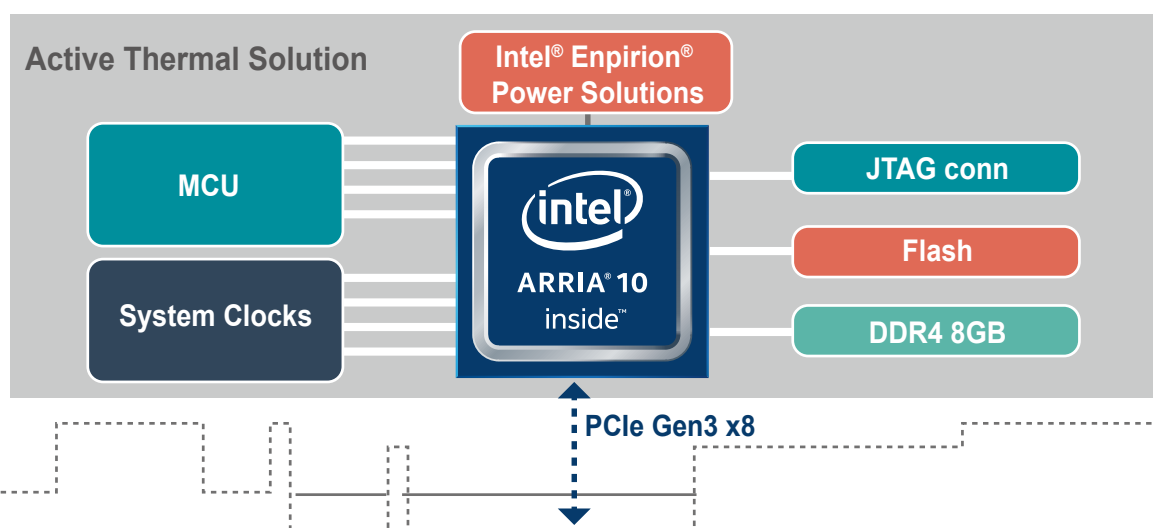 Active Thermal Solution
Intel® Enpirion®
Power Solutions
MCU
System Clocks
intel®
ARRIA® 10
inside™
JTAG conn
Flash
DDR4 8GB
PCIe Gen3 x8